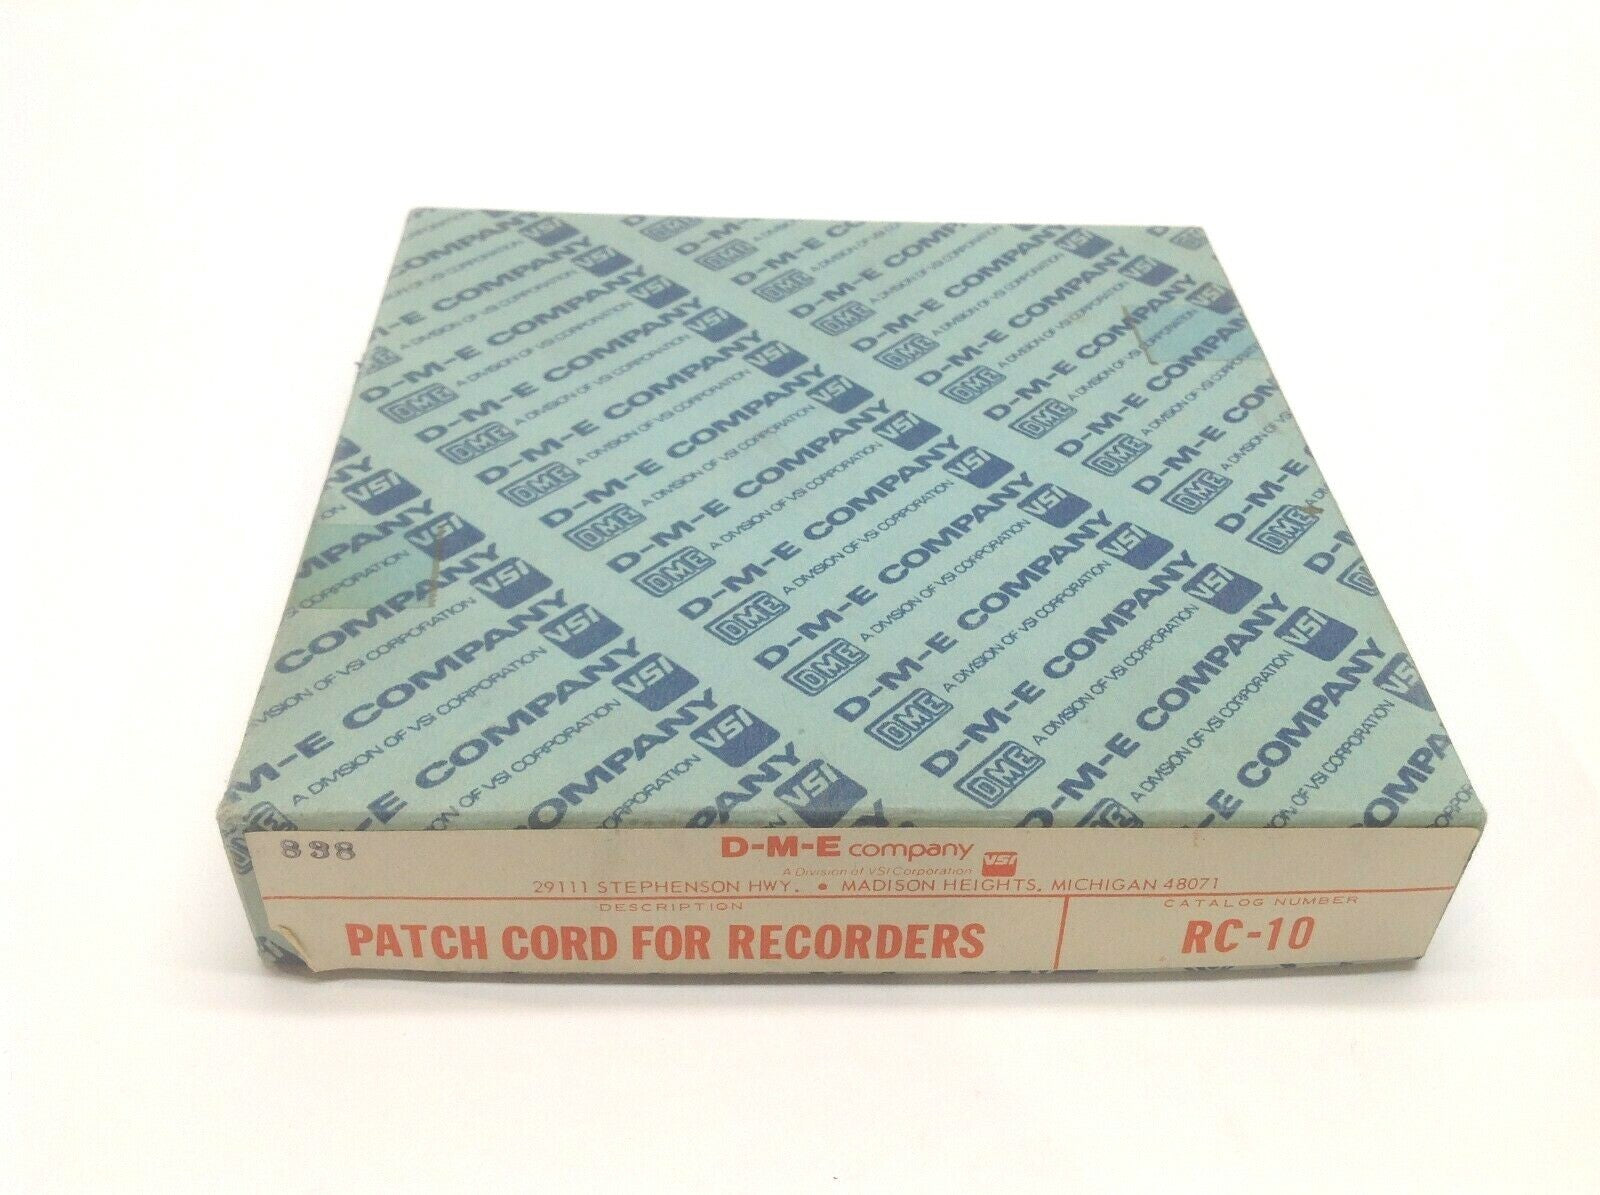 D-M-E COMPANY
DME A DIVISION OF VSI CORPORATION VSI
838
D-M-E company
A Division of VSI Corporation VSI
29111 STEPHENSON HWY. • MADISON HEIGHTS, MICHIGAN 48071
DESCRIPTION
CATALOG NUMBER
PATCH CORD FOR RECORDERS
RC-10